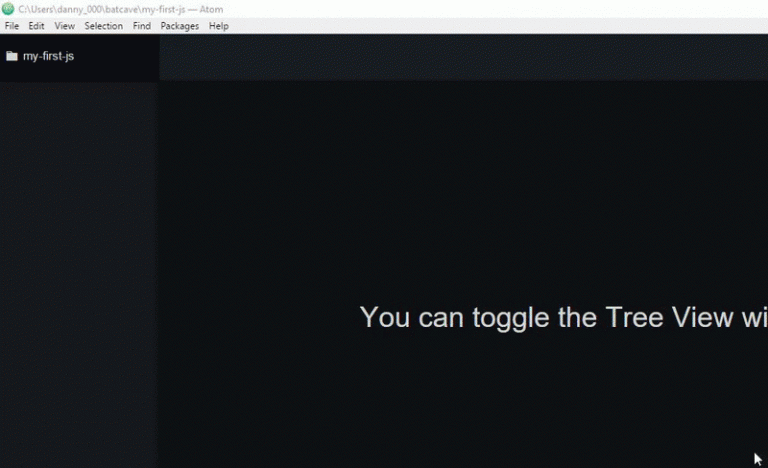 C:\Users\danny_000\batcave\my-first-js — Atom
File Edit View Selection Find Packages Help
my-first-js
You can toggle the Tree View wi